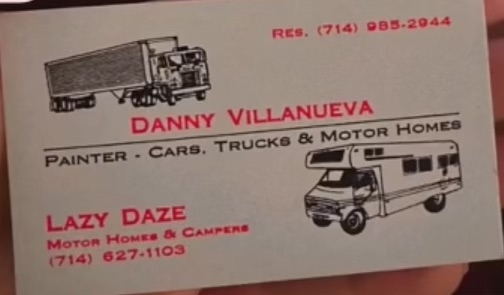 RES. (714) 985-2944
DANNY VILLANUEVA
PAINTER - CARS, TRUCKS & MOTOR HOMES
LAZY DAZE
MOTOR HOMES & CAMPERS
(714) 627-1103